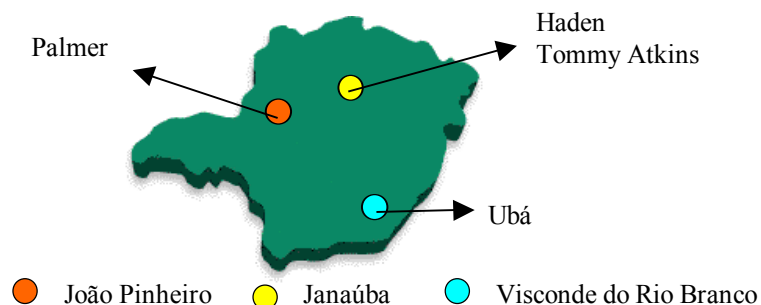 Haden
Palmer
Tommy Atkins
Ubá
João Pinheiro
Janaúba
Visconde do Rio Branco